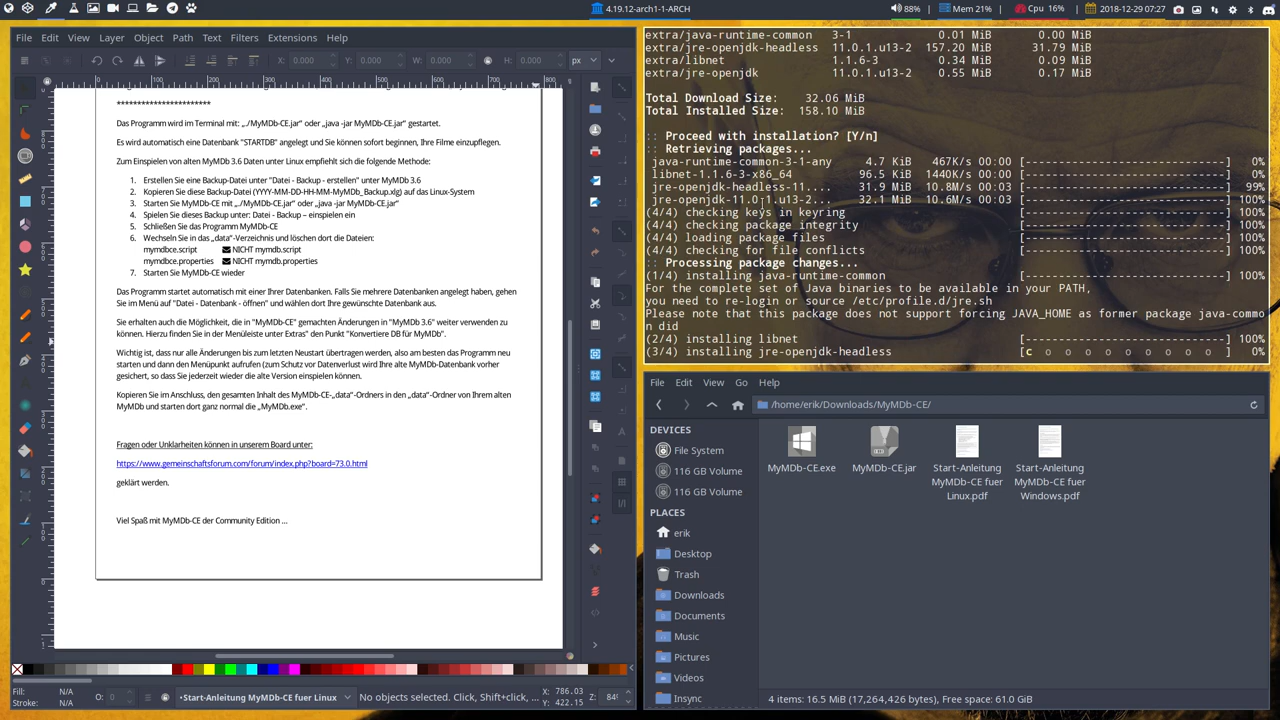 4.19.12-arch1-1-ARCH
88%
Mem 21%
Cpu 16%
2018-12-29 07:27
File Edit View Layer Object Path Text Filters Extensions Help
X: 0.000 Y: 0.000 W: 0.000 H: 0.000 px
0 100 200 300 400 500 600 700 800
***********************
Das Programm wird im Terminal mit: „./MyMDb-CE.jar" oder „java -jar MyMDb-CE.jar" gestartet.
Es wird automatisch eine Datenbank "STARTDB" angelegt und Sie können sofort beginnen, Ihre Filme einzupflegen.
Zum Einspielen von alten MyMDb 3.6 Daten unter Linux empfiehlt sich die folgende Methode:
1. Erstellen Sie eine Backup-Datei unter "Datei - Backup - erstellen" unter MyMDb 3.6
2. Kopieren Sie diese Backup-Datei (YYYY-MM-DD-HH-MM-MyMDb_Backup.xlg) auf das Linux-System
3. Starten Sie MyMDb-CE mit „./MyMDb-CE.jar" oder „java -jar MyMDb-CE.jar"
4. Spielen Sie dieses Backup unter: Datei - Backup – einspielen ein
5. Schließen Sie das Programm MyMDb-CE
6. Wechseln Sie in das „data"-Verzeichnis und löschen dort die Dateien:
mymdbce.script NICHT mymdb.script
mymdbce.properties NICHT mymdb.properties
7. Starten Sie MyMDb-CE wieder
Das Programm startet automatisch mit einer Ihrer Datenbanken. Falls Sie mehrere Datenbanken angelegt haben, gehen
Sie im Menü auf "Datei - Datenbank - öffnen" und wählen dort Ihre gewünschte Datenbank aus.
Sie erhalten auch die Möglichkeit, die in "MyMDb-CE" gemachten Änderungen in "MyMDb 3.6" weiter verwenden zu
können. Hierzu finden Sie in der Menüleiste unter Extras" den Punkt "Konvertiere DB für MyMDb".
Wichtig ist, dass nur alle Änderungen bis zum letzten Neustart übertragen werden, also am besten das Programm neu
starten und dann den Menüpunkt aufrufen (zum Schutz vor Datenverlust wird Ihre alte MyMDb-Datenbank vorher
gesichert, so dass Sie jederzeit wieder die alte Version einspielen können.
Kopieren Sie im Anschluss, den gesamten Inhalt des MyMDb-CE-„data"-Ordners in den „data"-Ordner von Ihrem alten
MyMDb und starten dort ganz normal die „MyMDb.exe".
Fragen oder Unklarheiten können in unserem Board unter:
https://www.gemeinschaftsforum.com/forum/index.php?board=73.0.html
geklärt werden.
Viel Spaß mit MyMDb-CE der Community Edition ...
Fill: N/A
Stroke: N/A
O: 0
•Start-Anleitung MyMDb-CE fuer Linux
No objects selected. Click, Shift+click, ...
X: 786.03
Y: 422.15
Z: 84
extra/java-runtime-common 3-1 0.01 MiB 0.00 MiB
extra/jre-openjdk-headless 11.0.1.u13-2 157.20 MiB 31.79 MiB
extra/libnet 1:1.1.6-3 0.34 MiB 0.09 MiB
extra/jre-openjdk 11.0.1.u13-2 0.55 MiB 0.17 MiB
Total Download Size: 32.06 MiB
Total Installed Size: 158.10 MiB
:: Proceed with installation? [Y/n]
:: Retrieving packages...
java-runtime-common-3-1-any 4.7 KiB 467K/s 00:00 [------------------------------] 0%
libnet-1:1.1.6-3-x86_64 96.5 KiB 1440K/s 00:00 [------------------------------] 0%
jre-openjdk-headless-11.... 31.9 MiB 10.8M/s 00:03 [------------------------------] 99%
jre-openjdk-11.0.1.u13-2... 32.1 MiB 10.6M/s 00:03 [------------------------------] 100%
(4/4) checking keys in keyring [------------------------------] 100%
(4/4) checking package integrity [------------------------------] 100%
(4/4) loading package files [------------------------------] 100%
(4/4) checking for file conflicts [------------------------------] 100%
:: Processing package changes...
(1/4) installing java-runtime-common [------------------------------] 100%
For the complete set of Java binaries to be available in your PATH,
you need to re-login or source /etc/profile.d/jre.sh
Please note that this package does not support forcing JAVA_HOME as former package java-commo
n did
(2/4) installing libnet [------------------------------] 100%
(3/4) installing jre-openjdk-headless [c o o o o o o o o o ] 0%
File Edit View Go Help
/home/erik/Downloads/MyMDb-CE/
DEVICES
File System
116 GB Volume
116 GB Volume
PLACES
erik
Desktop
Trash
Downloads
Documents
Music
Pictures
Videos
Insync
MyMDb-CE.exe
MyMDb-CE.jar
Start-Anleitung
MyMDb-CE fuer
Linux.pdf
Start-Anleitung
MyMDb-CE fuer
Windows.pdf
4 items: 16.5 MiB (17,264,426 bytes), Free space: 61.0 GiB